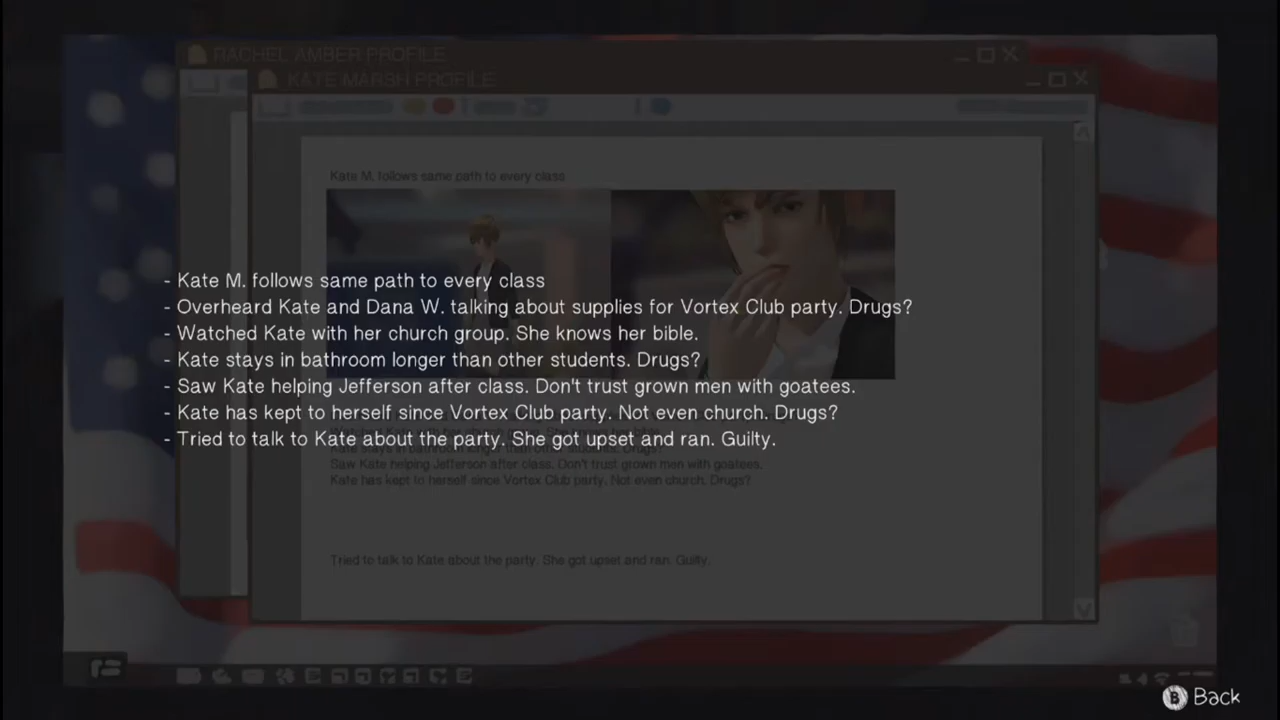 RACHEL AMBER PROFILE
KATE MARSH PROFILE
Kate M. follows same path to every class
- Kate M. follows same path to every class
- Overheard Kate and Dana W. talking about supplies for Vortex Club party. Drugs?
- Watched Kate with her church group. She knows her bible.
- Kate stays in bathroom longer than other students. Drugs?
- Saw Kate helping Jefferson after class. Don't trust grown men with goatees.
- Kate has kept to herself since Vortex Club party. Not even church. Drugs?
- Tried to talk to Kate about the party. She got upset and ran. Guilty.
Kate stays in bathroom longer than other students. Drugs?
Saw Kate helping Jefferson after class. Don't trust grown men with goatees.
Kate has kept to herself since Vortex Club party. Not even church. Drugs?
Tried to talk to Kate about the party. She got upset and ran. Guilty.
B Back